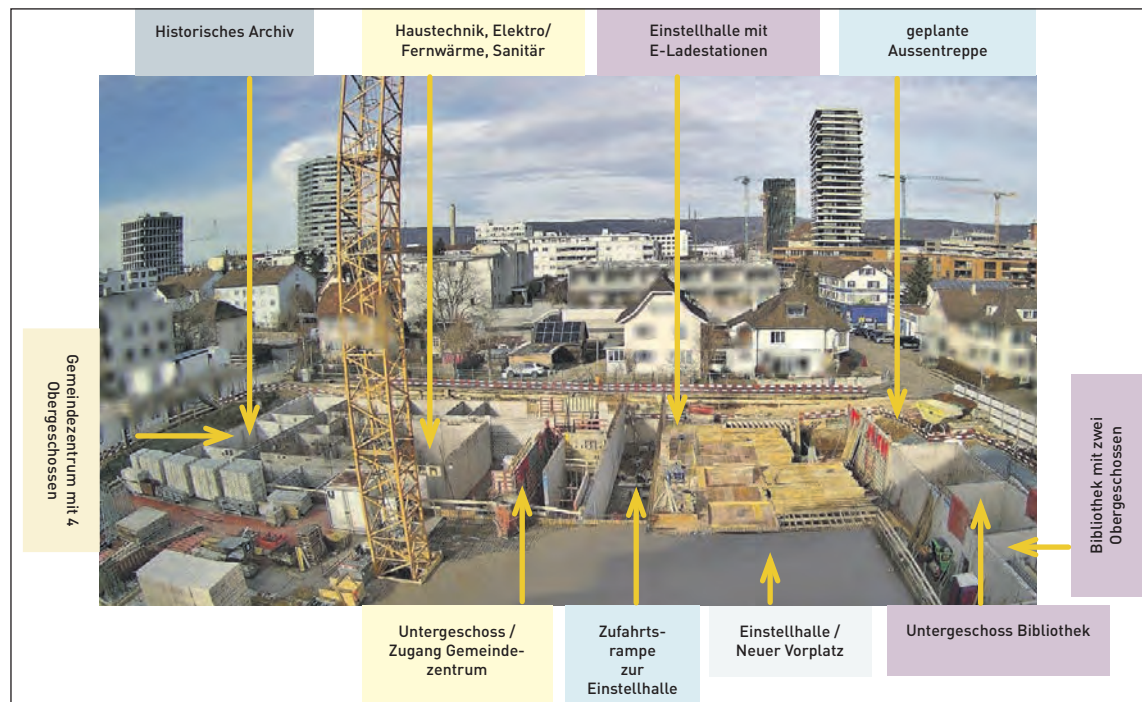 Historisches Archiv
Haustechnik, Elektro/
Fernwärme, Sanitär
Einstellhalle mit
E-Ladestationen
geplante
Aussentreppe
Gemeindezentrum mit 4
Obergeschossen
Bibliothek mit zwei
Obergeschossen
Untergeschoss /
Zugang Gemeinde-
zentrum
Zufahrts-
rampe
zur
Einstellhalle
Einstellhalle /
Neuer Vorplatz
Untergeschoss Bibliothek